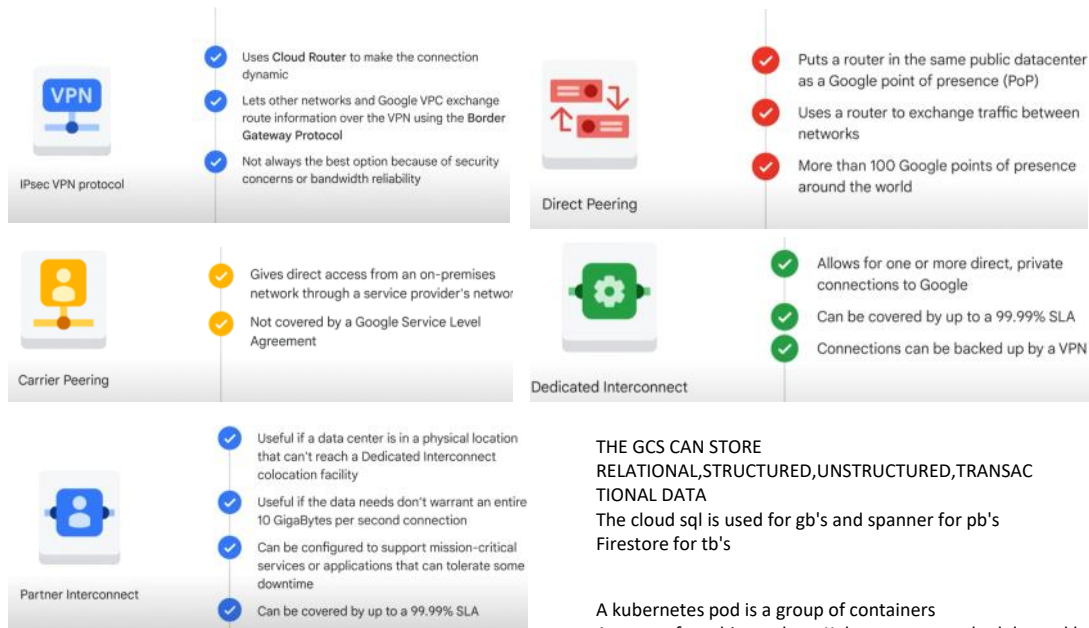 Uses Cloud Router to make the connection
dynamic
Lets other networks and Google VPC exchange
route information over the VPN using the Border
Gateway Protocol
Not always the best option because of security
concerns or bandwidth reliability
VPN
IPsec VPN protocol
Puts a router in the same public datacenter
as a Google point of presence (PoP)
Uses a router to exchange traffic between
networks
More than 100 Google points of presence
around the world
Direct Peering
Gives direct access from an on-premises
network through a service provider's networ
Not covered by a Google Service Level
Agreement
Carrier Peering
Allows for one or more direct, private
connections to Google
Can be covered by up to a 99.99% SLA
Connections can be backed up by a VPN
Dedicated Interconnect
Useful if a data center is in a physical location
that can't reach a Dedicated Interconnect
colocation facility
Useful if the data needs don't warrant an entire
10 GigaBytes per second connection
Can be configured to support mission-critical
services or applications that can tolerate some
downtime
Can be covered by up to a 99.99% SLA
Partner Interconnect
THE GCS CAN STORE
RELATIONAL,STRUCTURED,UNSTRUCTURED,TRANSAC
TIONAL DATA
The cloud sql is used for gb's and spanner for pb's
Firestore for tb's
A kubernetes pod is a group of containers